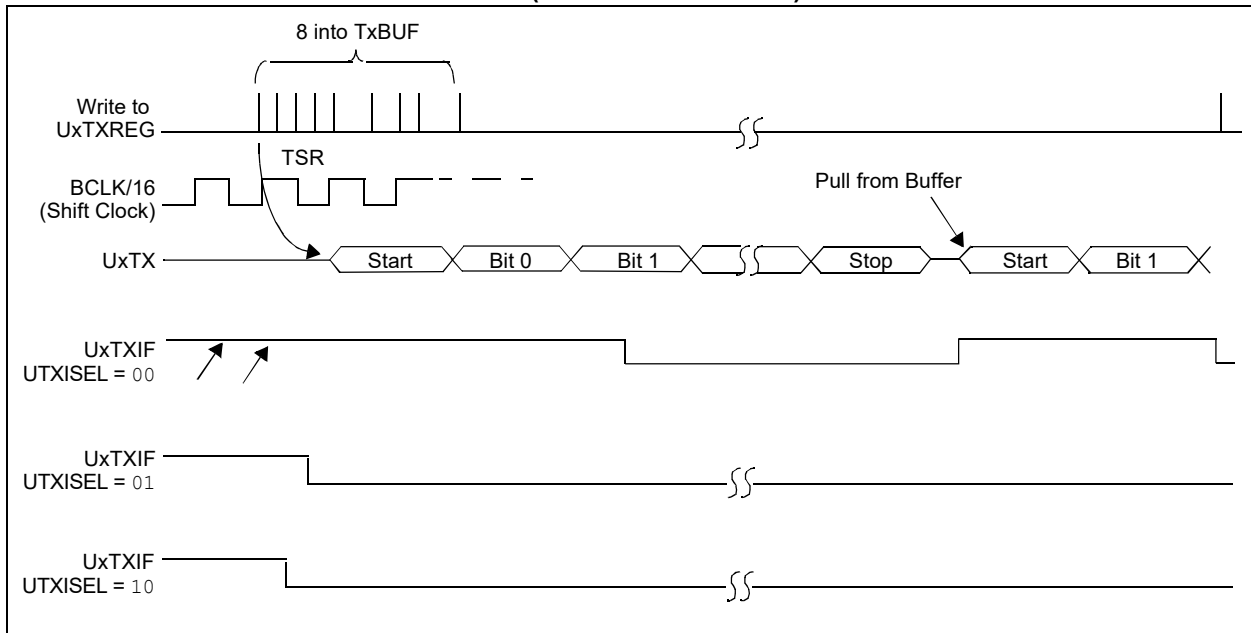 8 into TxBUF
Write to
UxTXREG
TSR
BCLK/16
(Shift Clock)
Pull from Buffer
UxTX
Start
Bit 0
Bit 1
Stop
Start
Bit 1
UxTXIF
UTXISEL = 00
UxTXIF
UTXISEL = 01
UxTXIF
UTXISEL = 10